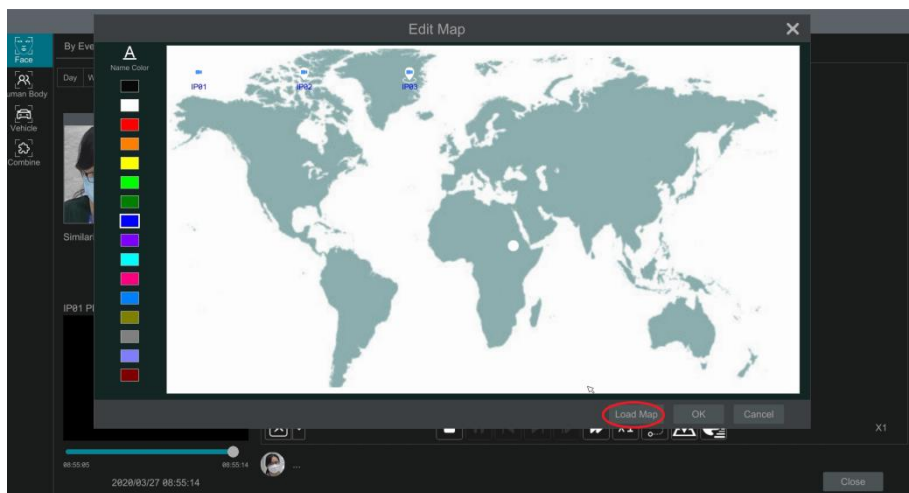 Edit Map
A
Name Color
Face
By Eve
Day W
uman Body
Vehicle
Combine
Similar
IP01 Pl
IP01
IP02
IP03
Load Map
OK
Cancel
X1
X1
08:55:05
08:55:14
...
2020/03/27 08:55:14
Close